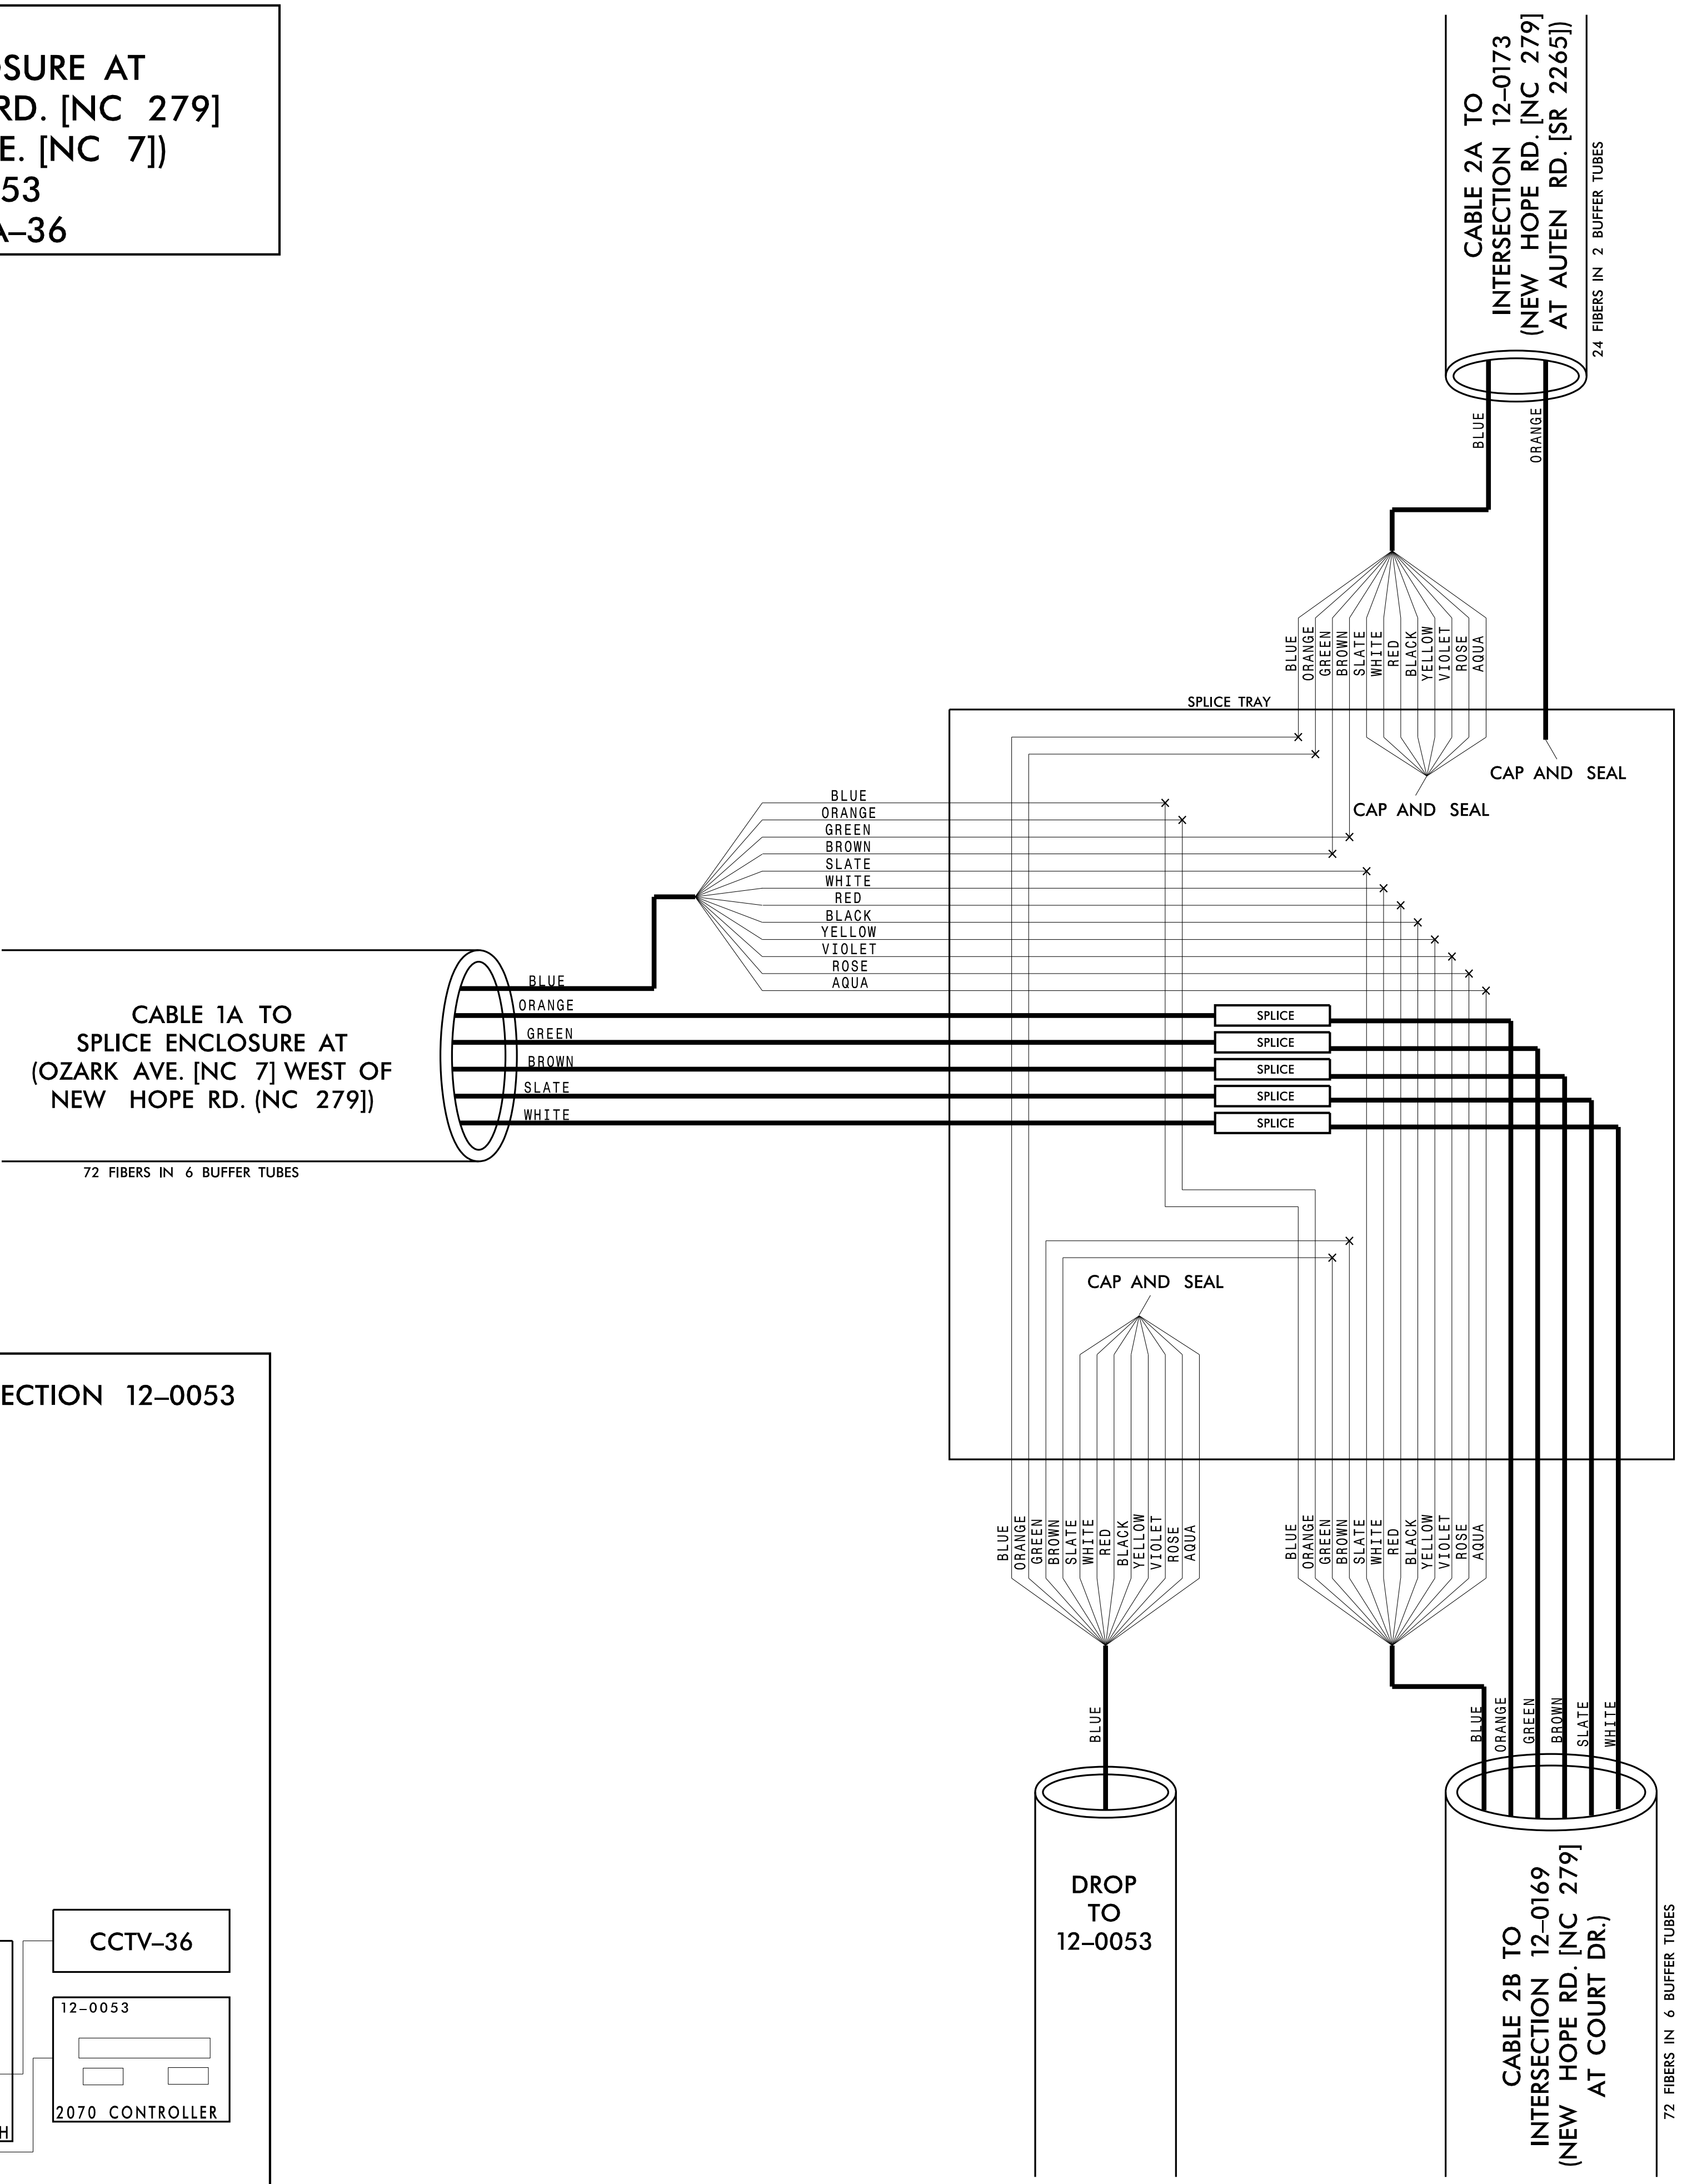 OSURE AT
RD. [NC 279]
E. [NC 7])
53
A–36
CABLE 2A TO
INTERSECTION 12–0173
(NEW HOPE RD. [NC 279]
AT AUTEN RD. [SR 2265])
24 FIBERS IN 2 BUFFER TUBES
BLUE
ORANGE
BLUE
ORANGE
GREEN
BROWN
SLATE
WHITE
RED
BLACK
YELLOW
VIOLET
ROSE
AQUA
SPLICE TRAY
CAP AND SEAL
CAP AND SEAL
BLUE
ORANGE
GREEN
BROWN
SLATE
WHITE
RED
BLACK
YELLOW
VIOLET
ROSE
AQUA
CABLE 1A TO
SPLICE ENCLOSURE AT
(OZARK AVE. [NC 7] WEST OF
NEW HOPE RD. (NC 279])
72 FIBERS IN 6 BUFFER TUBES
BLUE
ORANGE
GREEN
BROWN
SLATE
WHITE
SPLICE
SPLICE
SPLICE
SPLICE
SPLICE
CAP AND SEAL
ECTION 12–0053
BLUE
ORANGE
GREEN
BROWN
SLATE
WHITE
RED
BLACK
YELLOW
VIOLET
ROSE
AQUA
BLUE
ORANGE
GREEN
BROWN
SLATE
WHITE
RED
BLACK
YELLOW
VIOLET
ROSE
AQUA
BLUE
BLUE
ORANGE
GREEN
BROWN
SLATE
WHITE
DROP
TO
12–0053
CABLE 2B TO
INTERSECTION 12–0169
(NEW HOPE RD. [NC 279]
AT COURT DR.)
72 FIBERS IN 6 BUFFER TUBES
CCTV–36
12–0053
2070 CONTROLLER
H